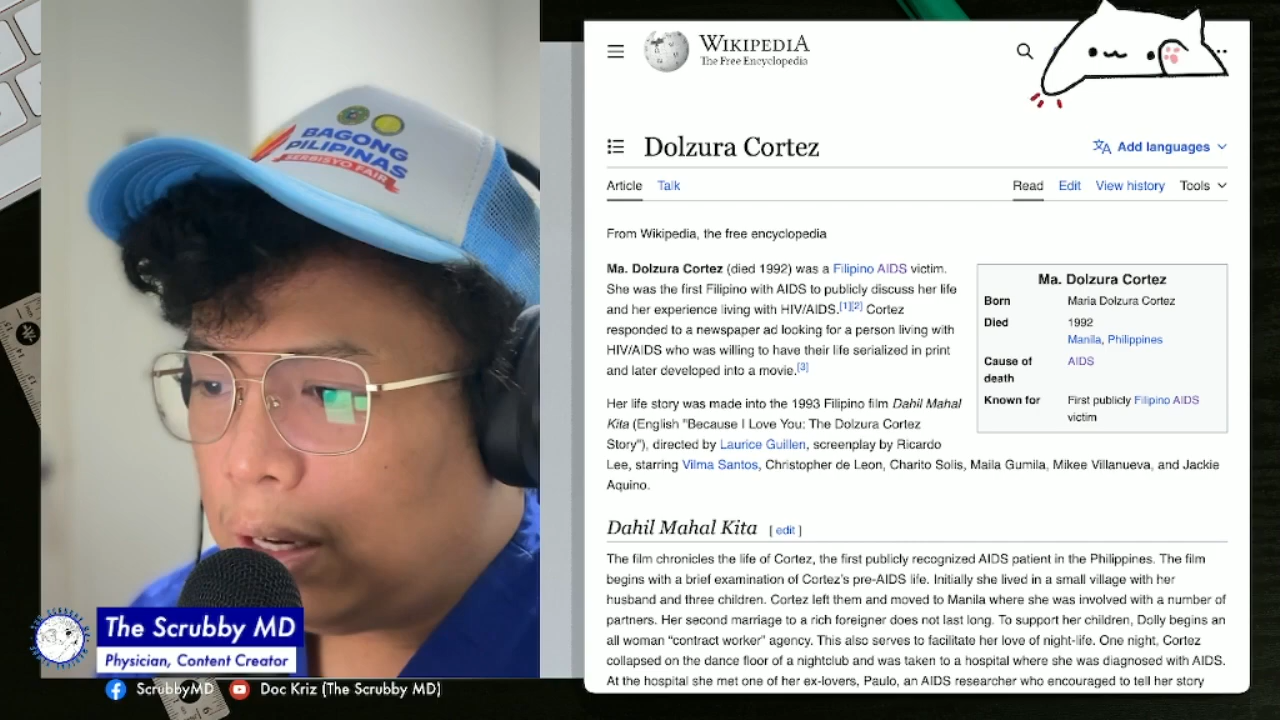 BAGONG
PILIPINAS
SERBISYO FAIR
The Scrubby MD
Physician, Content Creator
ScrubbyMD
Doc Kriz (The Scrubby MD)
WIKIPEDIA
The Free Encyclopedia
Dolzura Cortez
Add languages
Article Talk
Read Edit View history Tools
From Wikipedia, the free encyclopedia
Ma. Dolzura Cortez (died 1992) was a Filipino AIDS victim.
She was the first Filipino with AIDS to publicly discuss her life
and her experience living with HIV/AIDS.[1][2] Cortez
responded to a newspaper ad looking for a person living with
HIV/AIDS who was willing to have their life serialized in print
and later developed into a movie.[3]
Ma. Dolzura Cortez
Born Maria Dolzura Cortez
Died 1992
Manila, Philippines
Cause of AIDS
death
Known for First publicly Filipino AIDS
victim
Her life story was made into the 1993 Filipino film Dahil Mahal
Kita (English "Because I Love You: The Dolzura Cortez
Story"), directed by Laurice Guillen, screenplay by Ricardo
Lee, starring Vilma Santos, Christopher de Leon, Charito Solis, Maila Gumila, Mikee Villanueva, and Jackie
Aquino.
Dahil Mahal Kita [ edit ]
The film chronicles the life of Cortez, the first publicly recognized AIDS patient in the Philippines. The film
begins with a brief examination of Cortez's pre-AIDS life. Initially she lived in a small village with her
husband and three children. Cortez left them and moved to Manila where she was involved with a number of
partners. Her second marriage to a rich foreigner does not last long. To support her children, Dolly begins an
all woman “contract worker” agency. This also serves to facilitate her love of night-life. One night, Cortez
collapsed on the dance floor of a nightclub and was taken to a hospital where she was diagnosed with AIDS.
At the hospital she met one of her ex-lovers, Paulo, an AIDS researcher who encouraged to tell her story